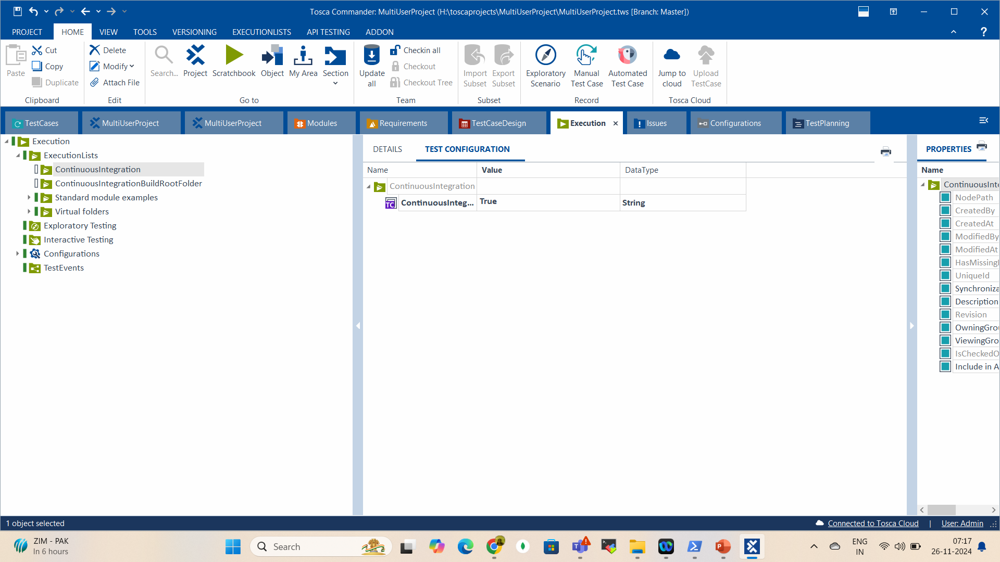 Tosca Commander: MultiUserProject (H:\toscaprojects\MultiUserProject\MultiUserProject.tws [Branch: Master])
PROJECT HOME VIEW TOOLS VERSIONING EXECUTIONLISTS API TESTING ADDON ?
Paste
Cut
Copy
Duplicate
Clipboard
Delete
Modify
Attach File
Edit
Search...
Project
Scratchbook
Object
My Area
Section
Go to
Update
all
Checkin all
Checkout
Checkout Tree
Team
Import
Subset
Export
Subset
Subset
Exploratory
Scenario
Manual
Test Case
Automated
Test Case
Record
Jump to
cloud
Upload
TestCase
Tosca Cloud
TestCases MultiUserProject MultiUserProject Modules Requirements TestCaseDesign Execution Issues Configurations TestPlanning
Execution
ExecutionLists
ContinuousIntegration
ContinuousIntegrationBuildRootFolder
Standard module examples
Virtual folders
Exploratory Testing
Interactive Testing
Configurations
TestEvents
DETAILS TEST CONFIGURATION
Name Value DataType
ContinuousIntegration
TC ContinuousInteg... True String
PROPERTIES
Name
ContinuousInte
NodePath
CreatedBy
CreatedAt
ModifiedBy
ModifiedAt
HasMissing
UniqueId
Synchroniza
Description
Revision
OwningGrou
ViewingGro
IsCheckedO
Include in A
1 object selected
Connected to Tosca Cloud | User: Admin
ZIM - PAK
In 6 hours
Search
ENG
IN
07:17
26-11-2024